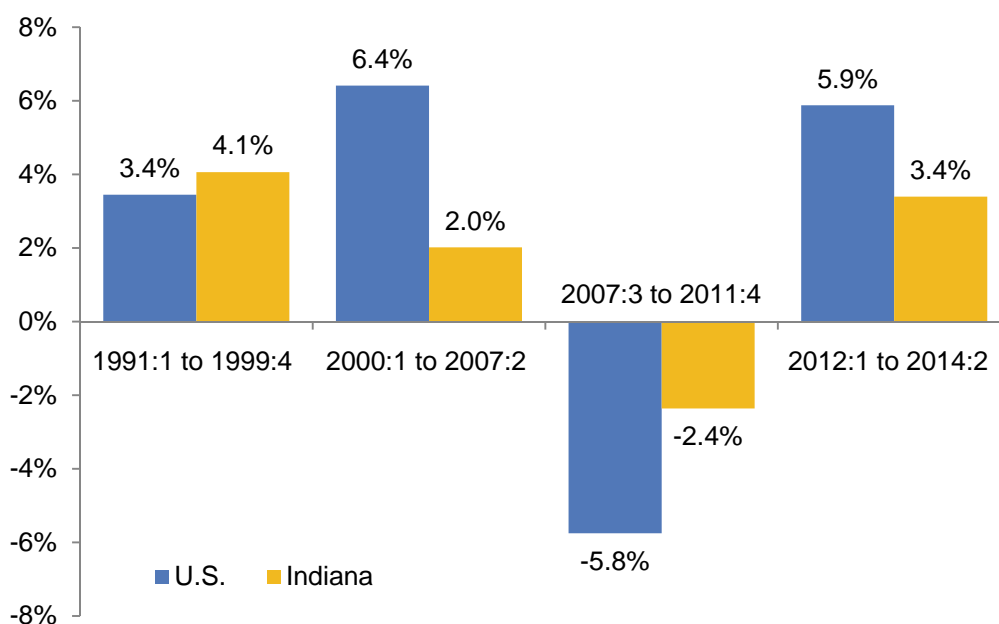 8%
6%
4%
2%
0%
-2%
-4%
-6%
-8%
3.4%
4.1%
6.4%
2.0%
-5.8%
-2.4%
5.9%
3.4%
1991:1 to 1999:4
2000:1 to 2007:2
2007:3 to 2011:4
2012:1 to 2014:2
U.S.
Indiana